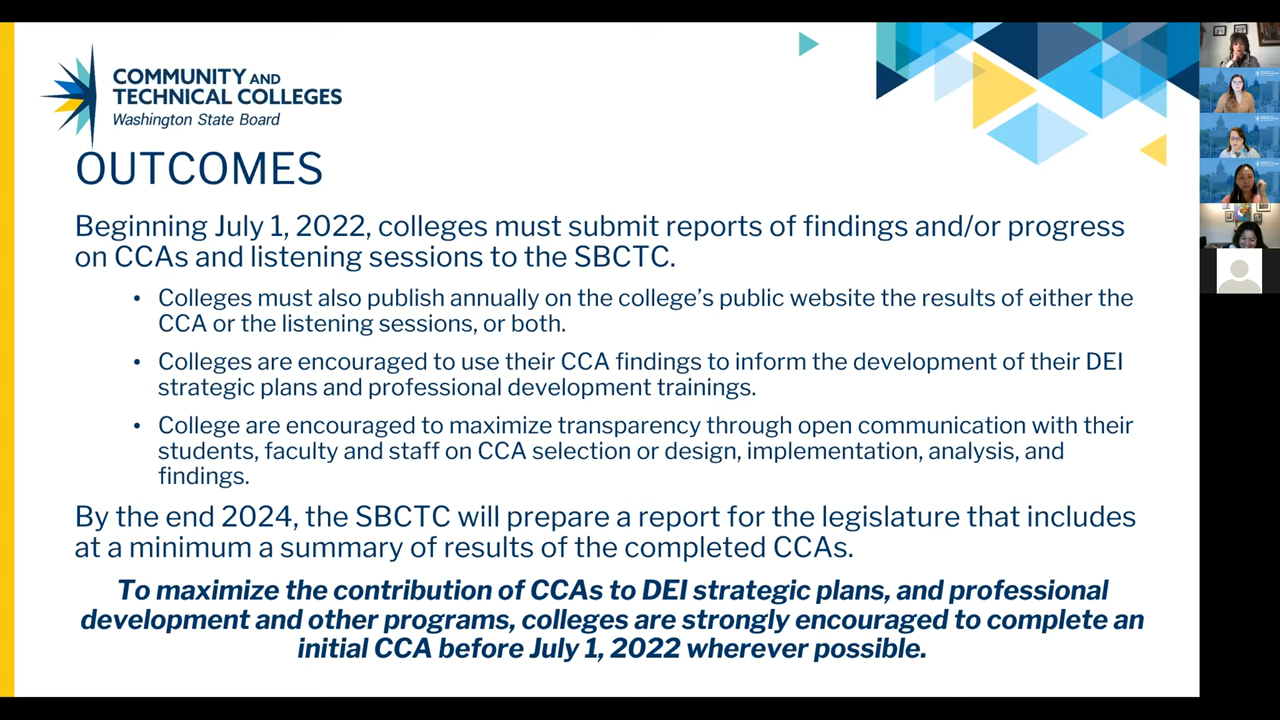 COMMUNITY AND
TECHNICAL COLLEGES
Washington State Board
OUTCOMES
Beginning July 1, 2022, colleges must submit reports of findings and/or progress
on CCAs and listening sessions to the SBCTC.
• Colleges must also publish annually on the college’s public website the results of either the
CCA or the listening sessions, or both.
• Colleges are encouraged to use their CCA findings to inform the development of their DEI
strategic plans and professional development trainings.
• College are encouraged to maximize transparency through open communication with their
students, faculty and staff on CCA selection or design, implementation, analysis, and
findings.
By the end 2024, the SBCTC will prepare a report for the legislature that includes
at a minimum a summary of results of the completed CCAs.
To maximize the contribution of CCAs to DEI strategic plans, and professional
development and other programs, colleges are strongly encouraged to complete an
initial CCA before July 1, 2022 wherever possible.